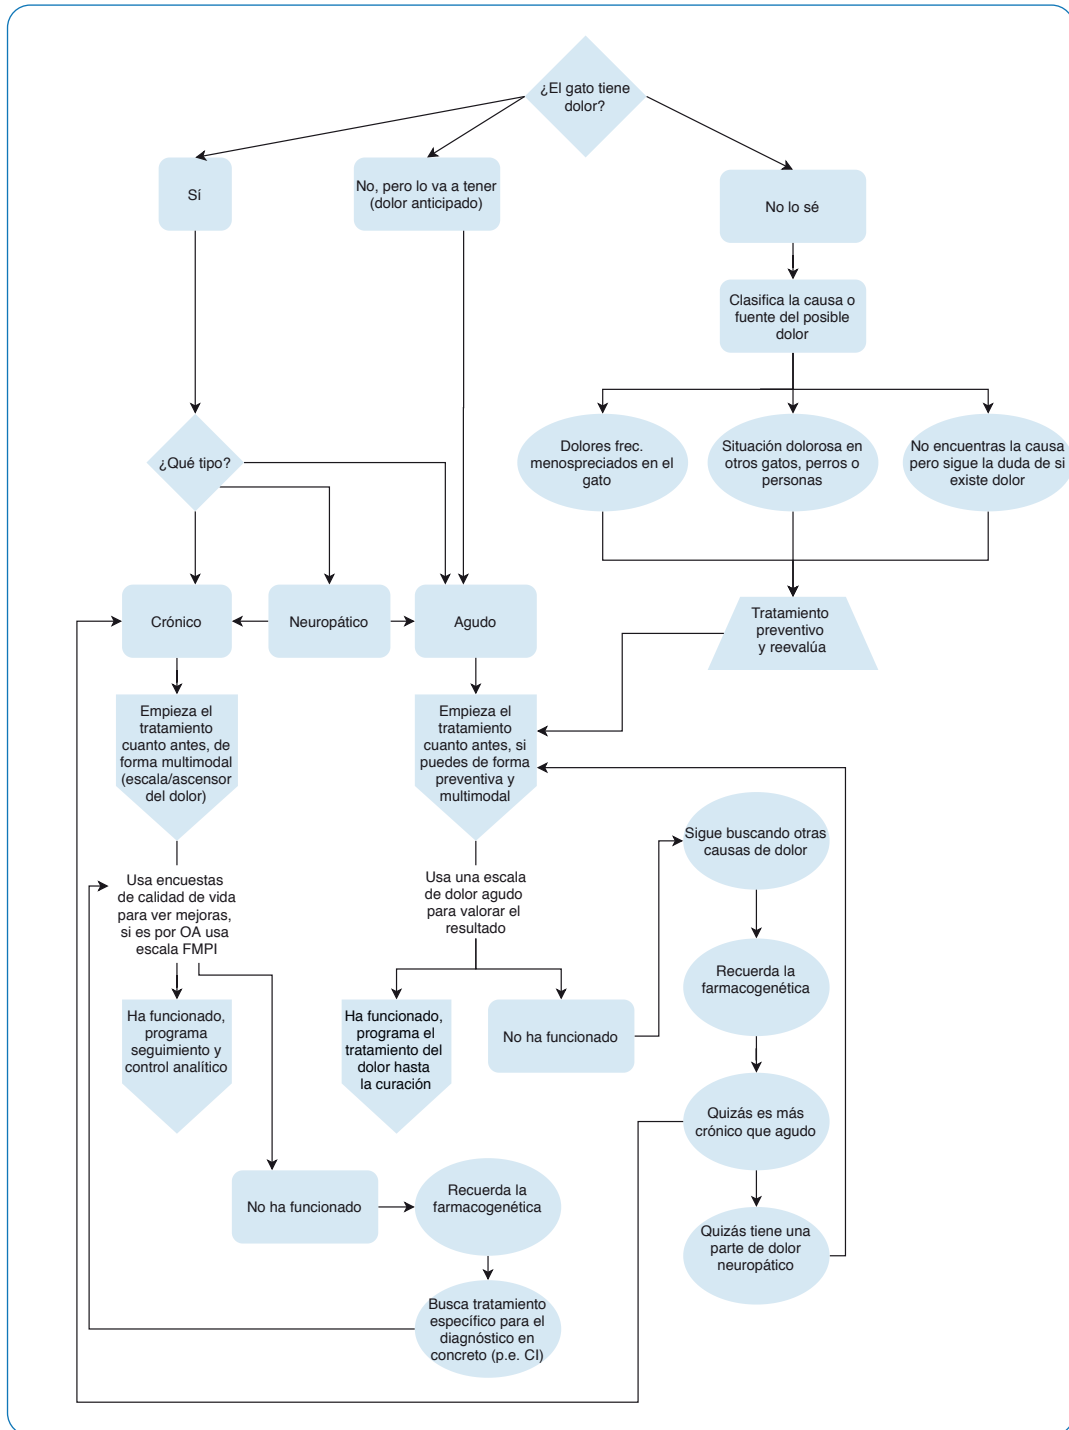 ¿El gato tiene
dolor?
Sí
No, pero lo va a tener
(dolor anticipado)
No lo sé
Clasifica la causa o
fuente del posible
dolor
¿Qué tipo?
Dolores frec.
menospreciados en el
gato
Situación dolorosa en
otros gatos, perros o
personas
No encuentras la causa
pero sigue la duda de si
existe dolor
Crónico
Neuropático
Agudo
Tratamiento
preventivo
y reevalúa
Empieza el
tratamiento
cuanto antes, de
forma multimodal
(escala/ascensor
del dolor)
Empieza el
tratamiento
cuanto antes, si
puedes de forma
preventiva y
multimodal
Usa encuestas
de calidad de vida
para ver mejoras,
si es por OA usa
escala FMPI
Usa una escala
de dolor agudo
para valorar el
resultado
Sigue buscando otras
causas de dolor
Recuerda la
farmacogenética
Ha funcionado,
programa
seguimiento y
control analítico
Ha funcionado,
programa el
tratamiento del
dolor hasta
la curación
No ha funcionado
Quizás es más
crónico que agudo
Quizás tiene una
parte de dolor
neuropático
No ha funcionado
Recuerda la
farmacogenética
Busca tratamiento
específico para el
diagnóstico en
concreto (p.e. CI)